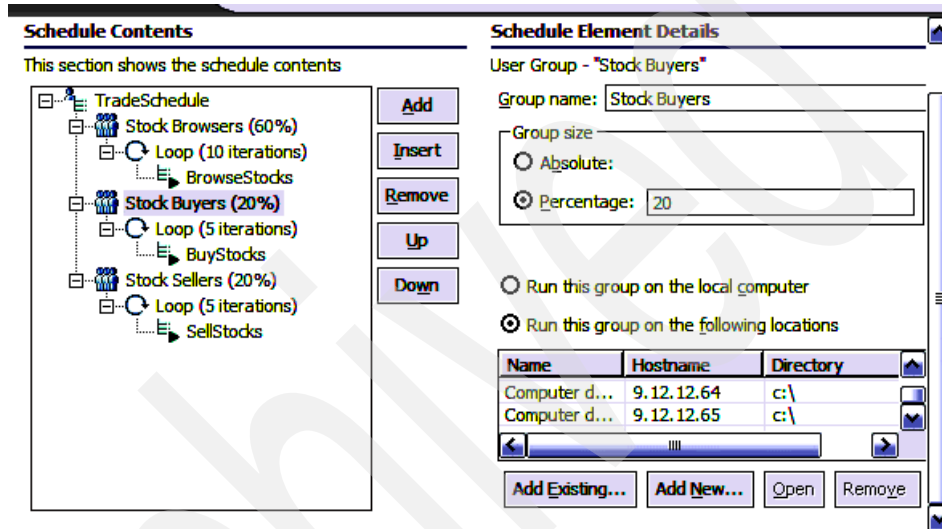 Schedule Contents
This section shows the schedule contents
TradeSchedule
Stock Browsers (60%)
Loop (10 iterations)
BrowseStocks
Stock Buyers (20%)
Loop (5 iterations)
BuyStocks
Stock Sellers (20%)
Loop (5 iterations)
SellStocks
Add
Insert
Remove
Up
Down
Schedule Element Details
User Group - "Stock Buyers"
Group name: Stock Buyers
Group size
Absolute:
Percentage: 20
Run this group on the local computer
Run this group on the following locations
Name Hostname Directory
Computer d... 9.12.12.64 c:\
Computer d... 9.12.12.65 c:\
Add Existing... Add New... Open Remove